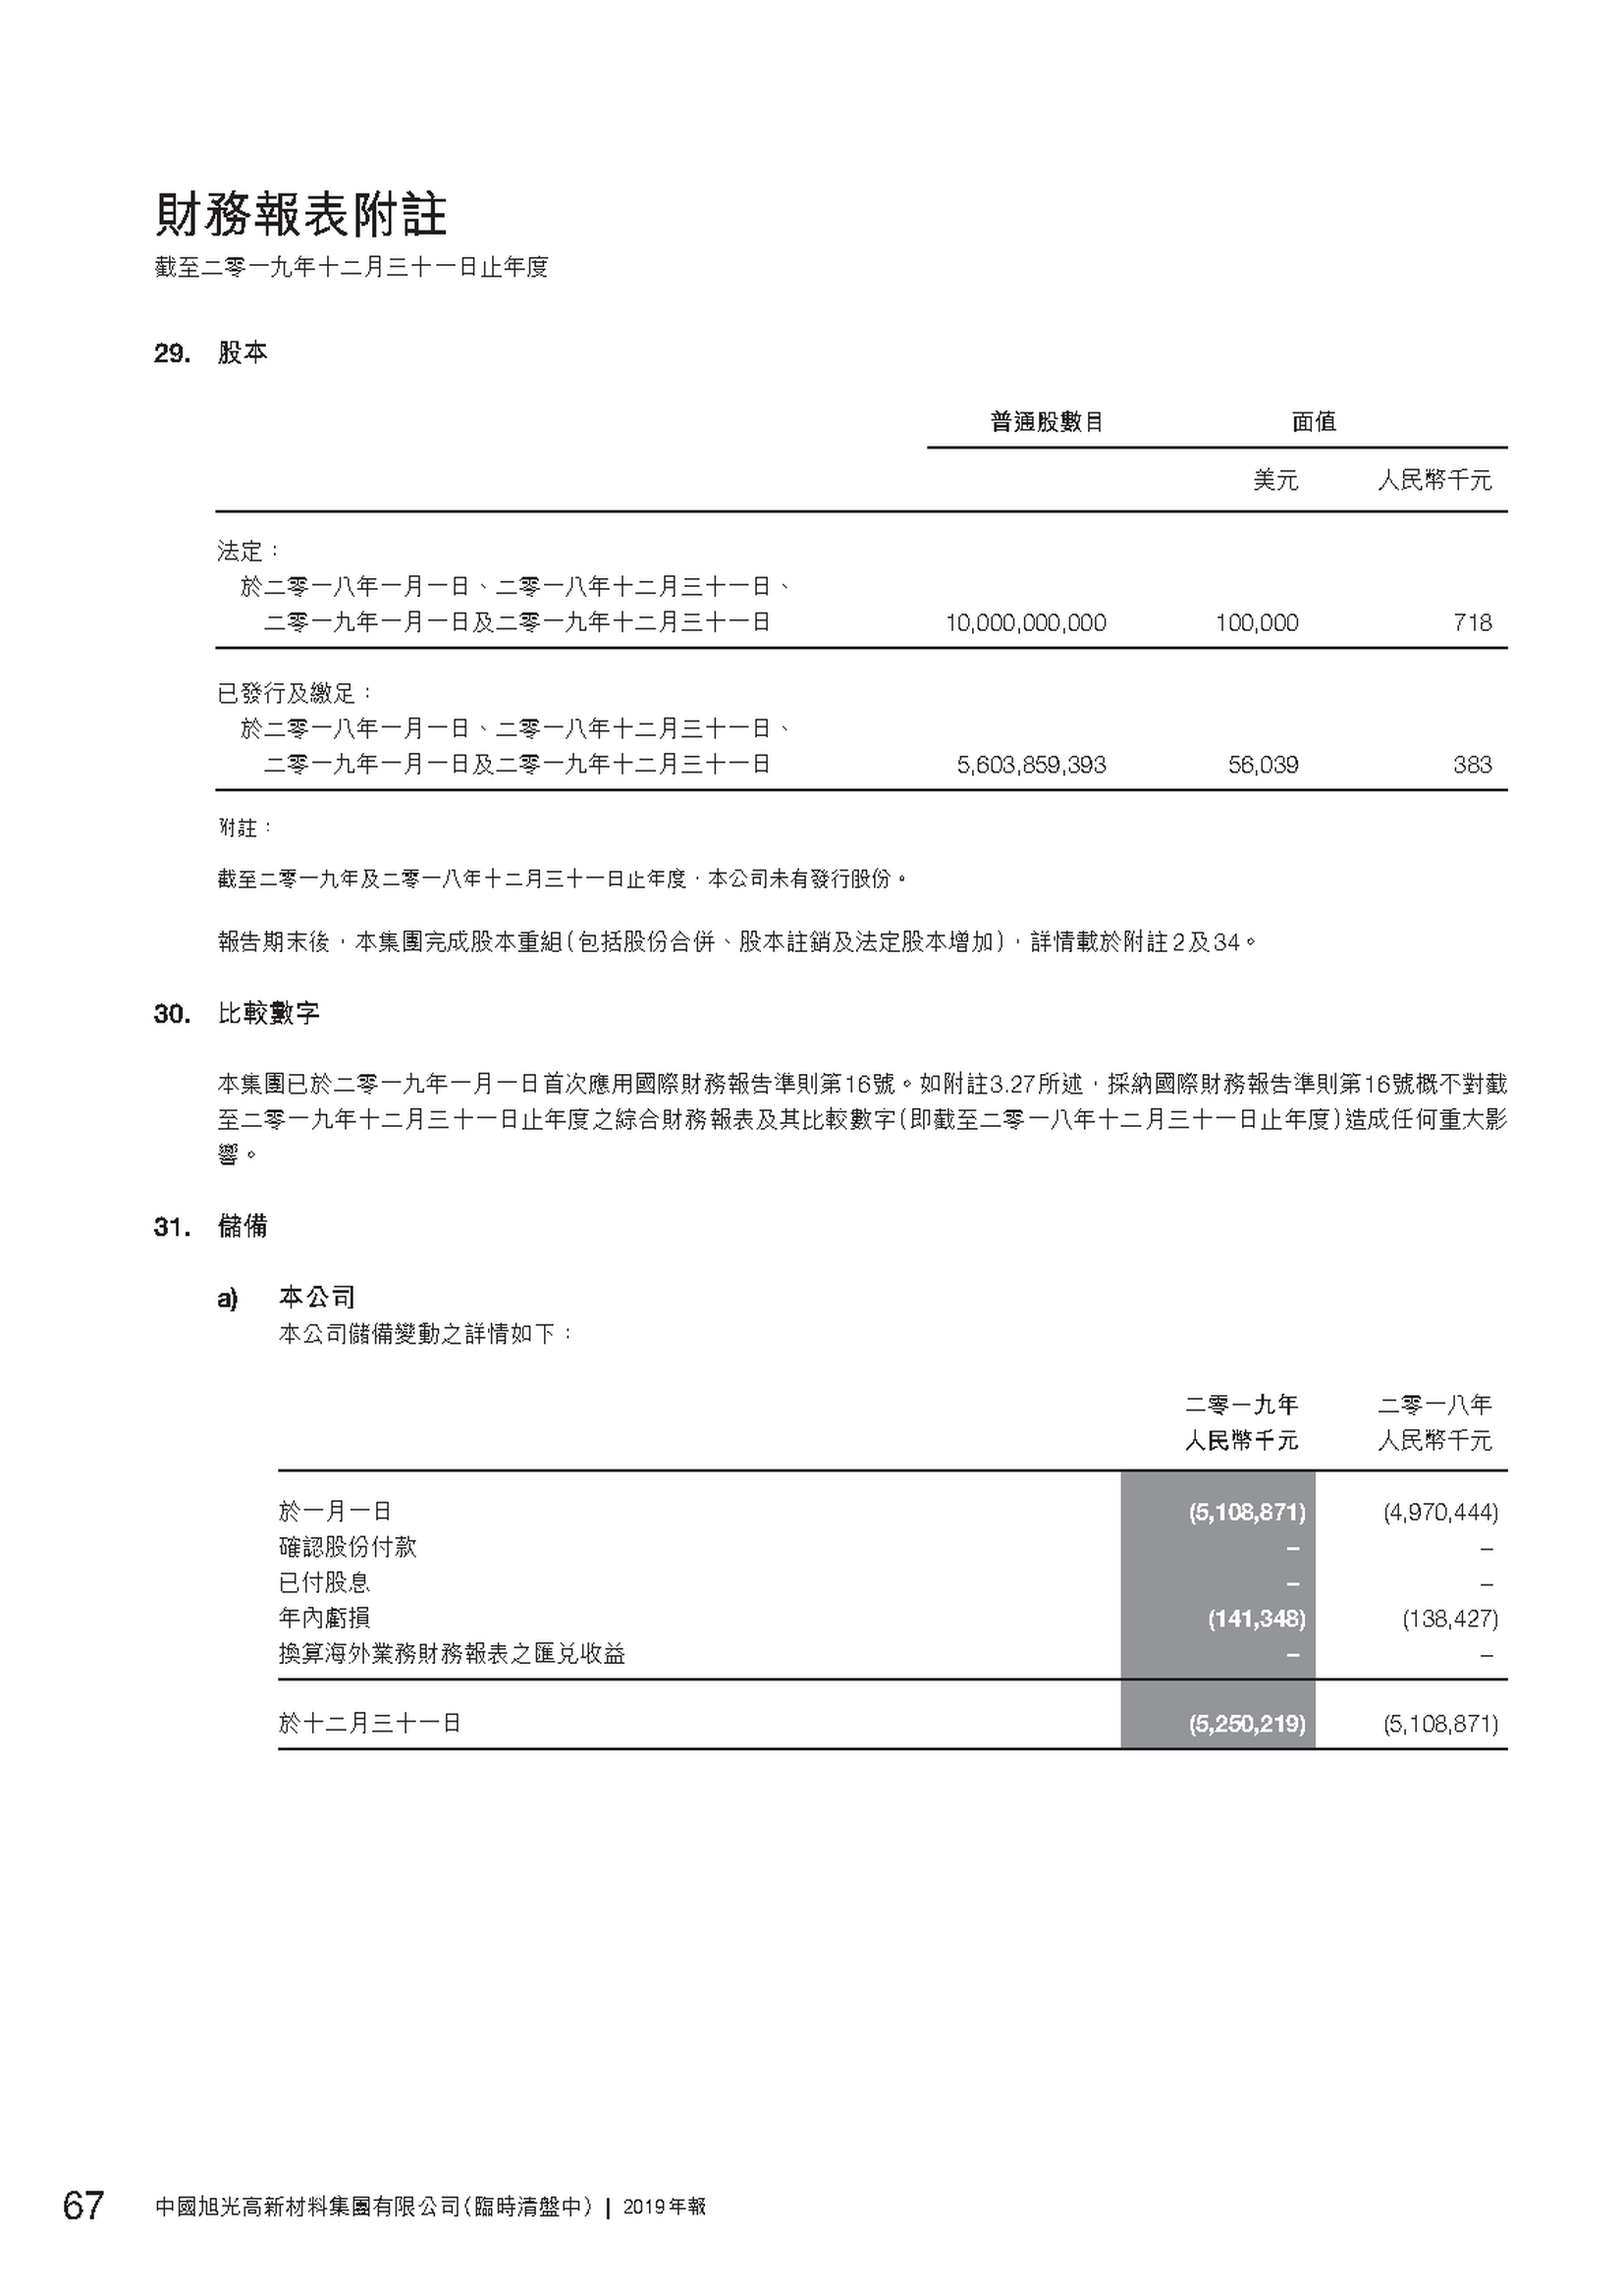 財務報表附註
截至二零一九年十二月三十一日止年度
29. 股本
普通股數目 面值
美元 人民幣千元
法定：
於二零一八年一月一日、二零一八年十二月三十一日、
二零一九年一月一日及二零一九年十二月三十一日 10,000,000,000 100,000 718
已發行及繳足：
於二零一八年一月一日、二零一八年十二月三十一日、
二零一九年一月一日及二零一九年十二月三十一日 5,603,859,393 56,039 383
附註：
截至二零一九年及二零一八年十二月三十一日止年度，本公司未有發行股份。
報告期末後，本集團完成股本重組(包括股份合併、股本註銷及法定股本增加)，詳情載於附註2及34。
30. 比較數字
本集團已於二零一九年一月一日首次應用國際財務報告準則第16號。如附註3.27所述，採納國際財務報告準則第16號概不對截
至二零一九年十二月三十一日止年度之綜合財務報表及其比較數字(即截至二零一八年十二月三十一日止年度)造成任何重大影
響。
31. 儲備
a) 本公司
本公司儲備變動之詳情如下：
二零一九年 二零一八年
人民幣千元 人民幣千元
於一月一日 (5,108,871) (4,970,444)
確認股份付款 – –
已付股息 – –
年內虧損 (141,348) (138,427)
換算海外業務財務報表之匯兌收益 – –
於十二月三十一日 (5,250,219) (5,108,871)
67 中國旭光高新材料集團有限公司(臨時清盤中) | 2019年報